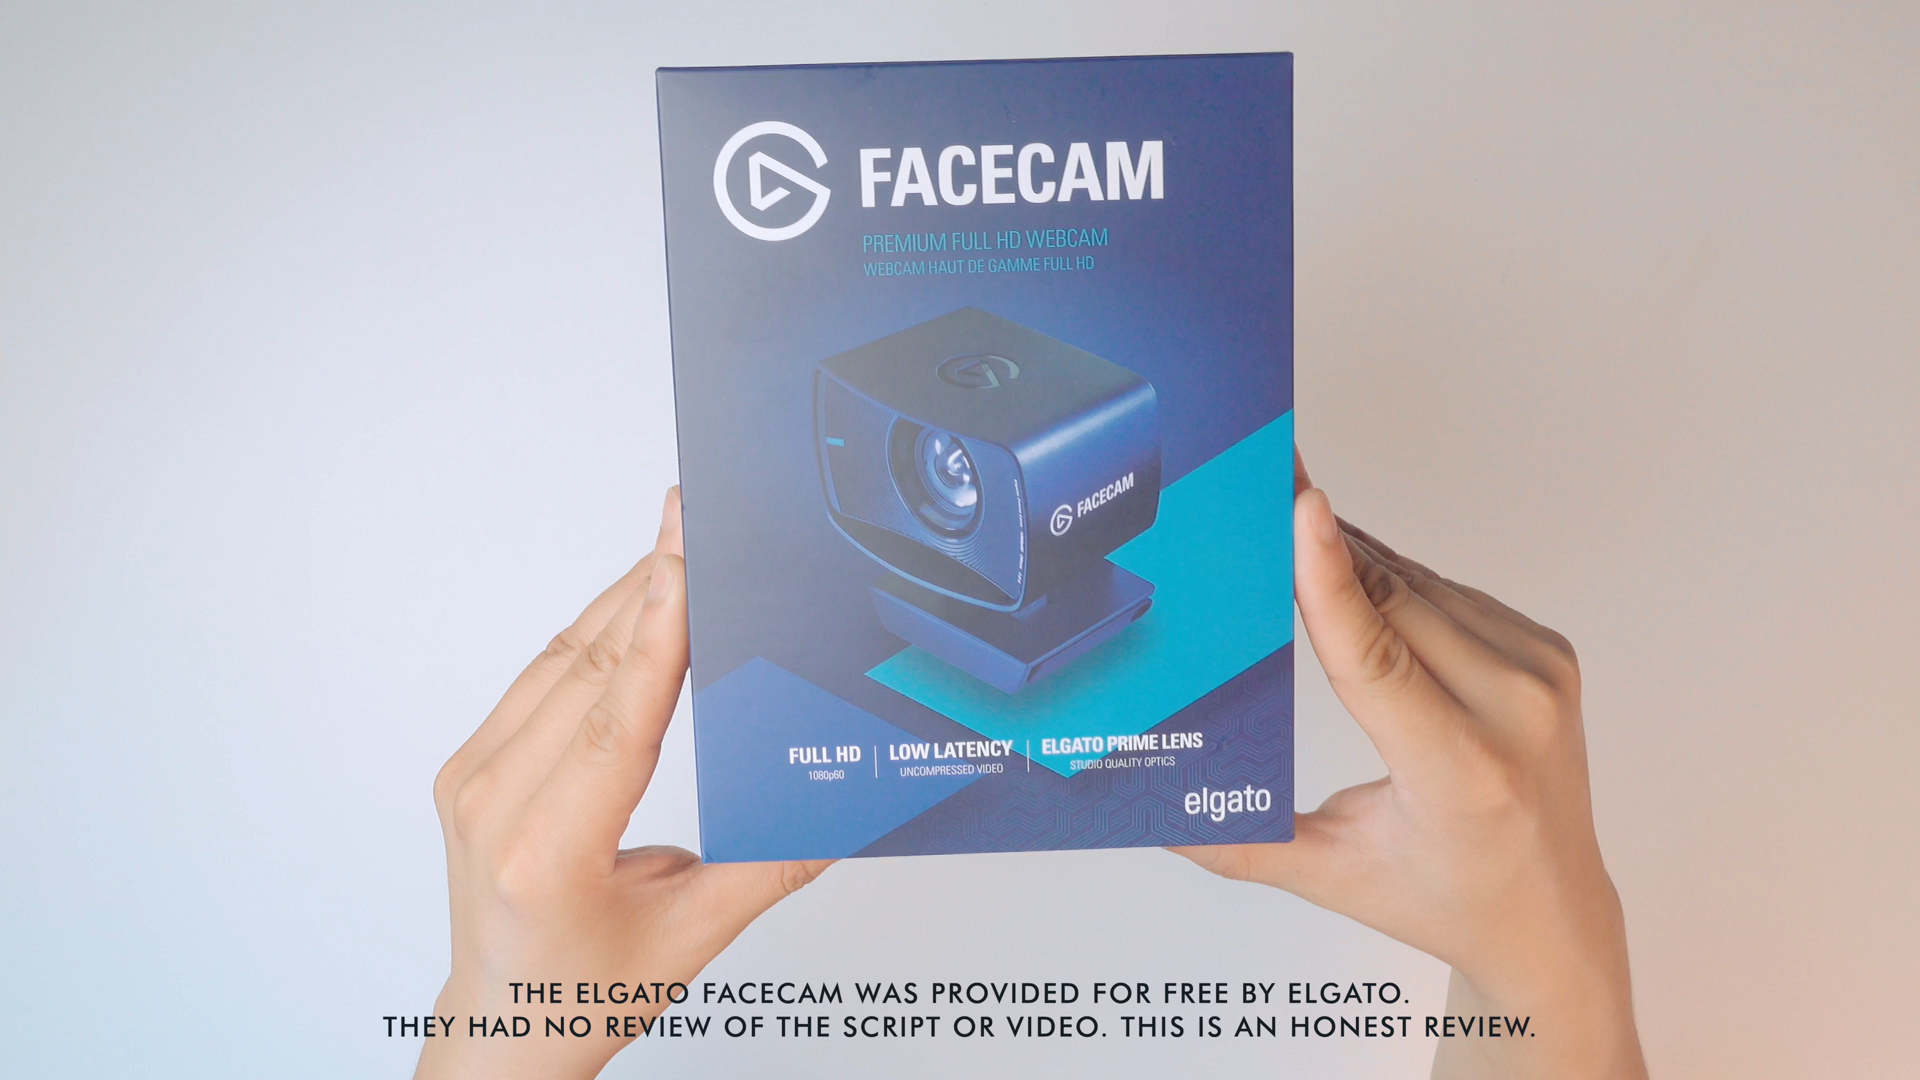 FACECAM
PREMIUM FULL HD WEBCAM
WEBCAM HAUT DE GAMME FULL HD
FACECAM
FULL HD
1080p60
LOW LATENCY
UNCOMPRESSED VIDEO
ELGATO PRIME LENS
STUDIO QUALITY OPTICS
elgato
THE ELGATO FACECAM WAS PROVIDED FOR FREE BY ELGATO.
THEY HAD NO REVIEW OF THE SCRIPT OR VIDEO. THIS IS AN HONEST REVIEW.